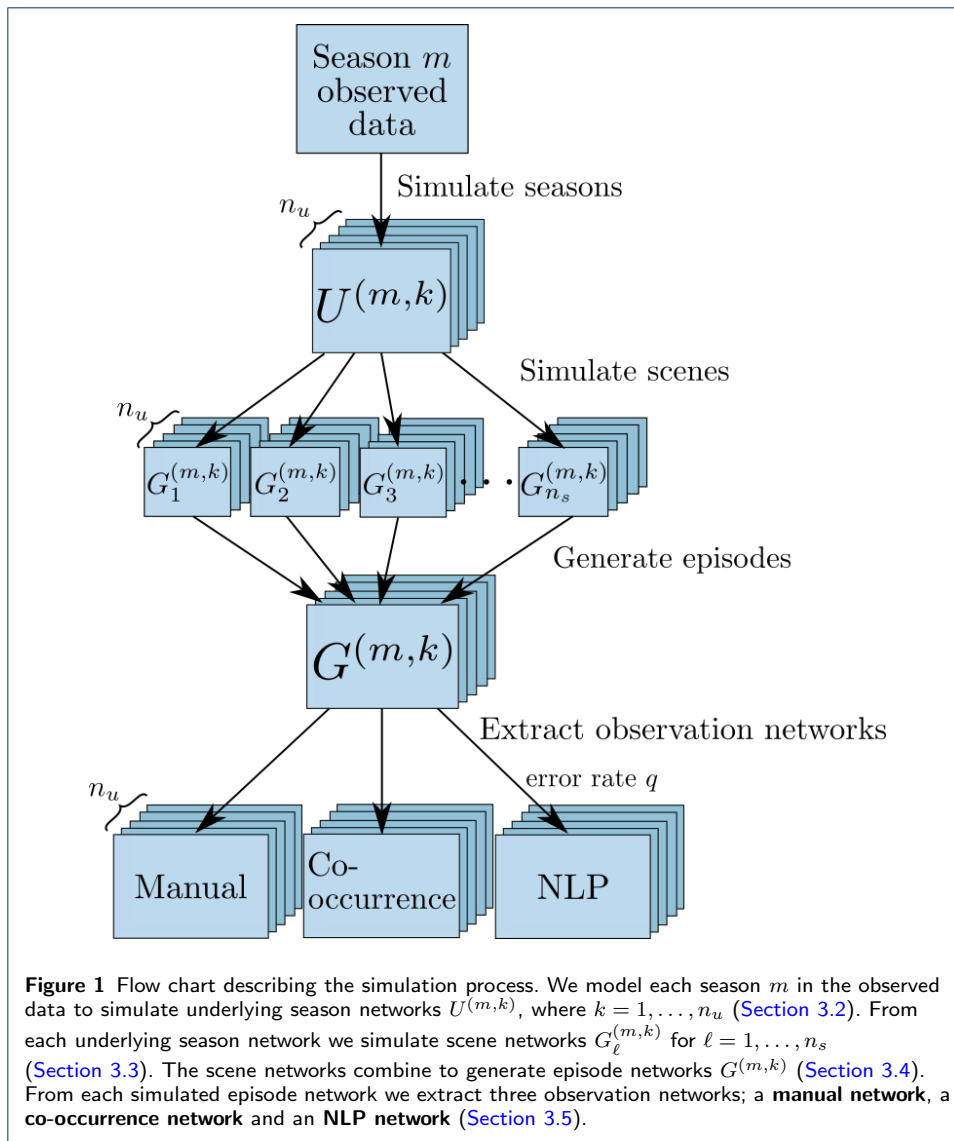 Season m
observed
data
Simulate seasons
n_u
U^{(m,k)}
Simulate scenes
n_u
G_1^{(m,k)} G_2^{(m,k)} G_3^{(m,k)} . . . G_{n_s}^{(m,k)}
Generate episodes
G^{(m,k)}
Extract observation networks
error rate q
n_u
Manual
Co-
occurrence
NLP
Figure 1 Flow chart describing the simulation process. We model each season m in the observed
data to simulate underlying season networks U^{(m,k)}, where k = 1, . . . , n_u (Section 3.2). From
each underlying season network we simulate scene networks G_ℓ^{(m,k)} for ℓ = 1, . . . , n_s
(Section 3.3). The scene networks combine to generate episode networks G^{(m,k)} (Section 3.4).
From each simulated episode network we extract three observation networks; a manual network, a
co-occurrence network and an NLP network (Section 3.5).